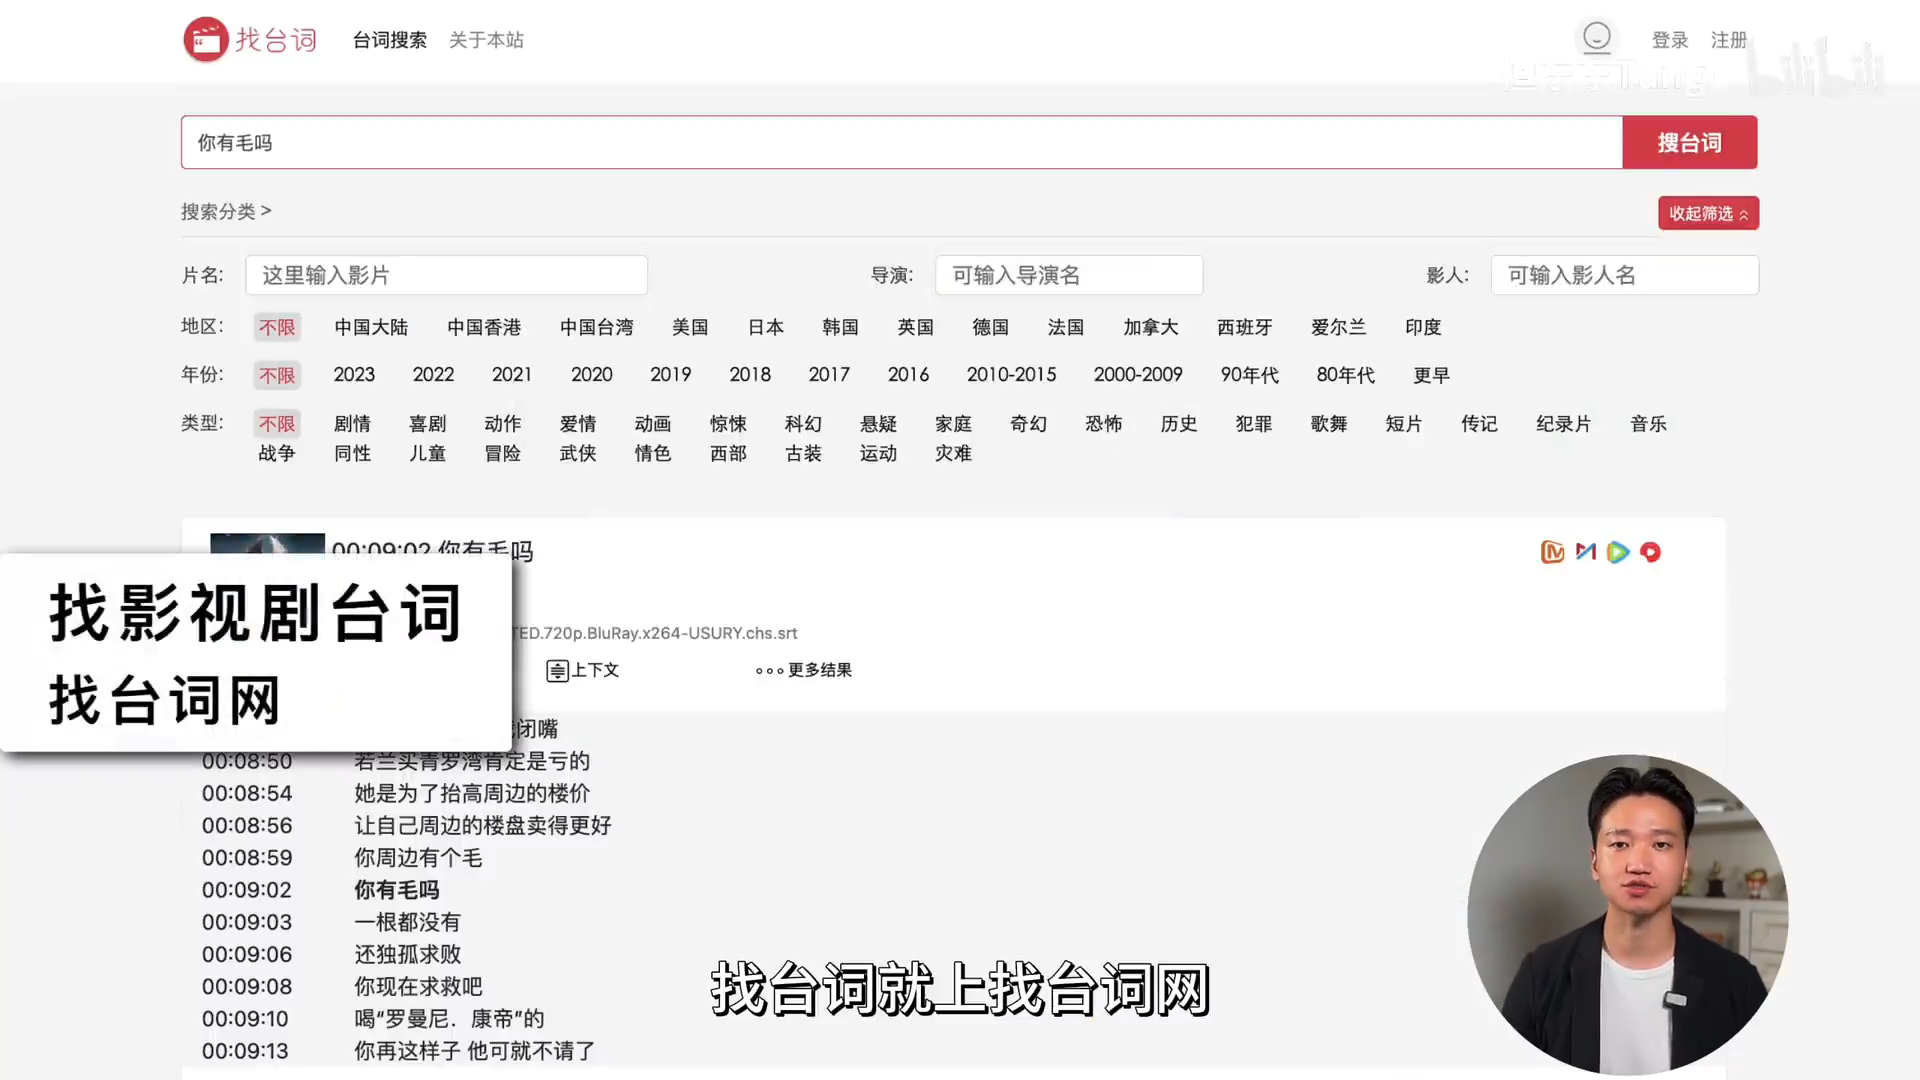 找台词 台词搜索 关于本站 登录 注册
bilibili
你有毛吗 搜台词
搜索分类 > 收起筛选
片名: 这里输入影片 导演: 可输入导演名 影人: 可输入影人名
地区: 不限 中国大陆 中国香港 中国台湾 美国 日本 韩国 英国 德国 法国 加拿大 西班牙 爱尔兰 印度
年份: 不限 2023 2022 2021 2020 2019 2018 2017 2016 2010-2015 2000-2009 90年代 80年代 更早
类型: 不限 剧情 喜剧 动作 爱情 动画 惊悚 科幻 悬疑 家庭 奇幻 恐怖 历史 犯罪 歌舞 短片 传记 纪录片 音乐
战争 同性 儿童 冒险 武侠 情色 西部 古装 运动 灾难
00:09:02 你有毛吗
找影视剧台词
找台词网
TED.720p.BluRay.x264-USURY.chs.srt
上下文 更多结果
闭嘴
00:08:50 若兰买青罗湾肯定是亏的
00:08:54 她是为了抬高周边的楼价
00:08:56 让自己周边的楼盘卖得更好
00:08:59 你周边有个毛
00:09:02 你有毛吗
00:09:03 一根都没有
00:09:06 还独孤求败
00:09:08 你现在求救吧
00:09:10 喝“罗曼尼．康帝”的
00:09:13 你再这样子 他可就不请了
找台词就上找台词网